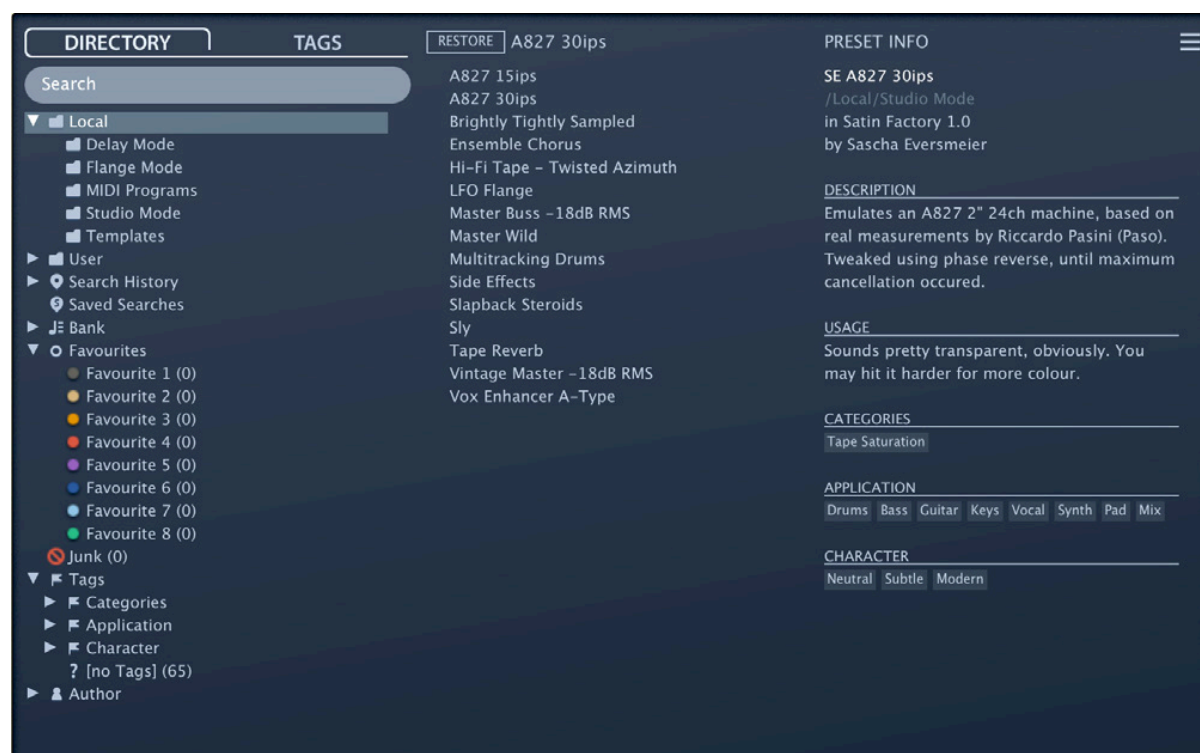 DIRECTORY
TAGS
Search
Local
Delay Mode
Flange Mode
MIDI Programs
Studio Mode
Templates
User
Search History
Saved Searches
Bank
Favourites
Favourite 1 (0)
Favourite 2 (0)
Favourite 3 (0)
Favourite 4 (0)
Favourite 5 (0)
Favourite 6 (0)
Favourite 7 (0)
Favourite 8 (0)
Junk (0)
Tags
Categories
Application
Character
? [no Tags] (65)
Author
RESTORE A827 30ips
A827 15ips
A827 30ips
Brightly Tightly Sampled
Ensemble Chorus
Hi-Fi Tape - Twisted Azimuth
LFO Flange
Master Buss -18dB RMS
Master Wild
Multitracking Drums
Side Effects
Slapback Steroids
Sly
Tape Reverb
Vintage Master -18dB RMS
Vox Enhancer A-Type
PRESET INFO
SE A827 30ips
/Local/Studio Mode
in Satin Factory 1.0
by Sascha Eversmeier
DESCRIPTION
Emulates an A827 2" 24ch machine, based on
real measurements by Riccardo Pasini (Paso).
Tweaked using phase reverse, until maximum
cancellation occured.
USAGE
Sounds pretty transparent, obviously. You
may hit it harder for more colour.
CATEGORIES
Tape Saturation
APPLICATION
Drums Bass Guitar Keys Vocal Synth Pad Mix
CHARACTER
Neutral Subtle Modern